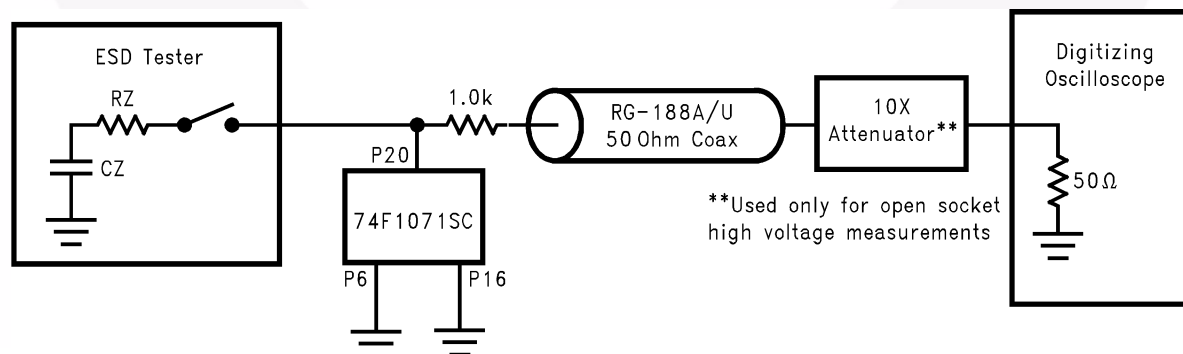 ESD Tester
RZ
CZ
1.0k
P20
74F1071SC
P6
P16
RG-188A/U
50 Ohm Coax
10X
Attenuator**
**Used only for open socket
high voltage measurements
Digitizing
Oscilloscope
50Ω